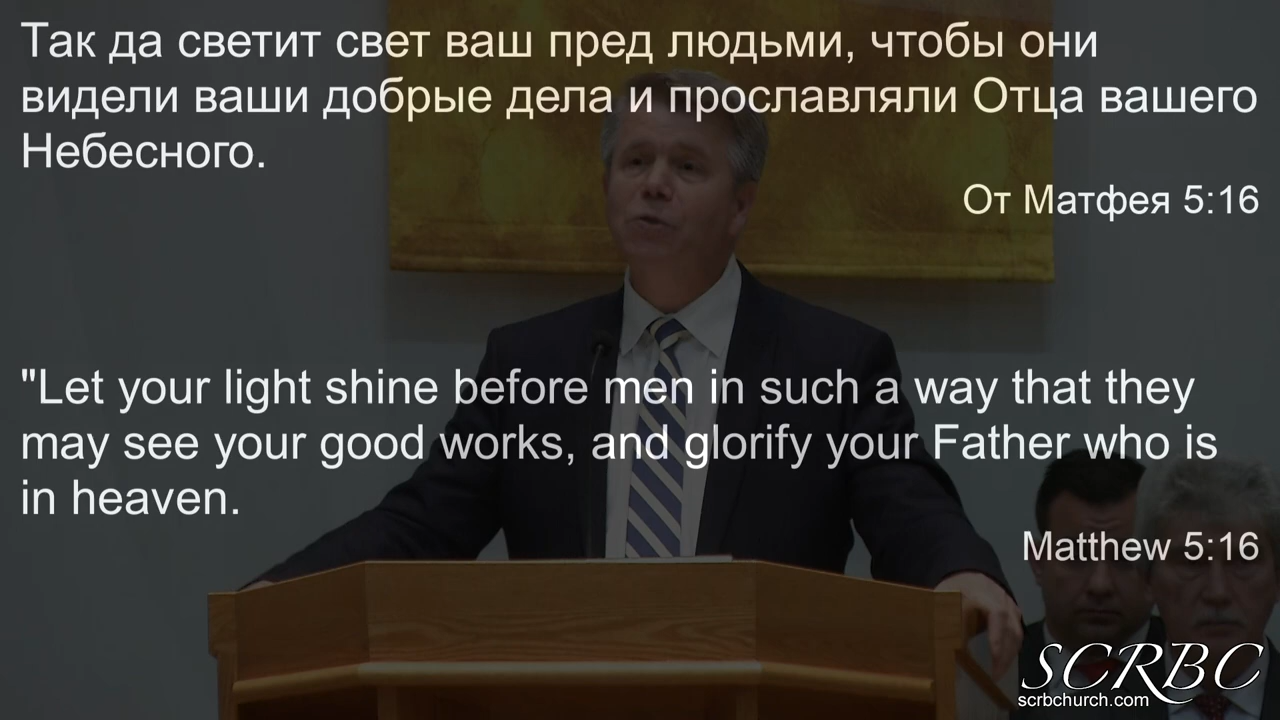 Так да светит свет ваш пред людьми, чтобы они
видели ваши добрые дела и прославляли Отца вашего
Небесного.
От Матфея 5:16
"Let your light shine before men in such a way that they
may see your good works, and glorify your Father who is
in heaven.
Matthew 5:16
SCRBC
scrbchurch.com